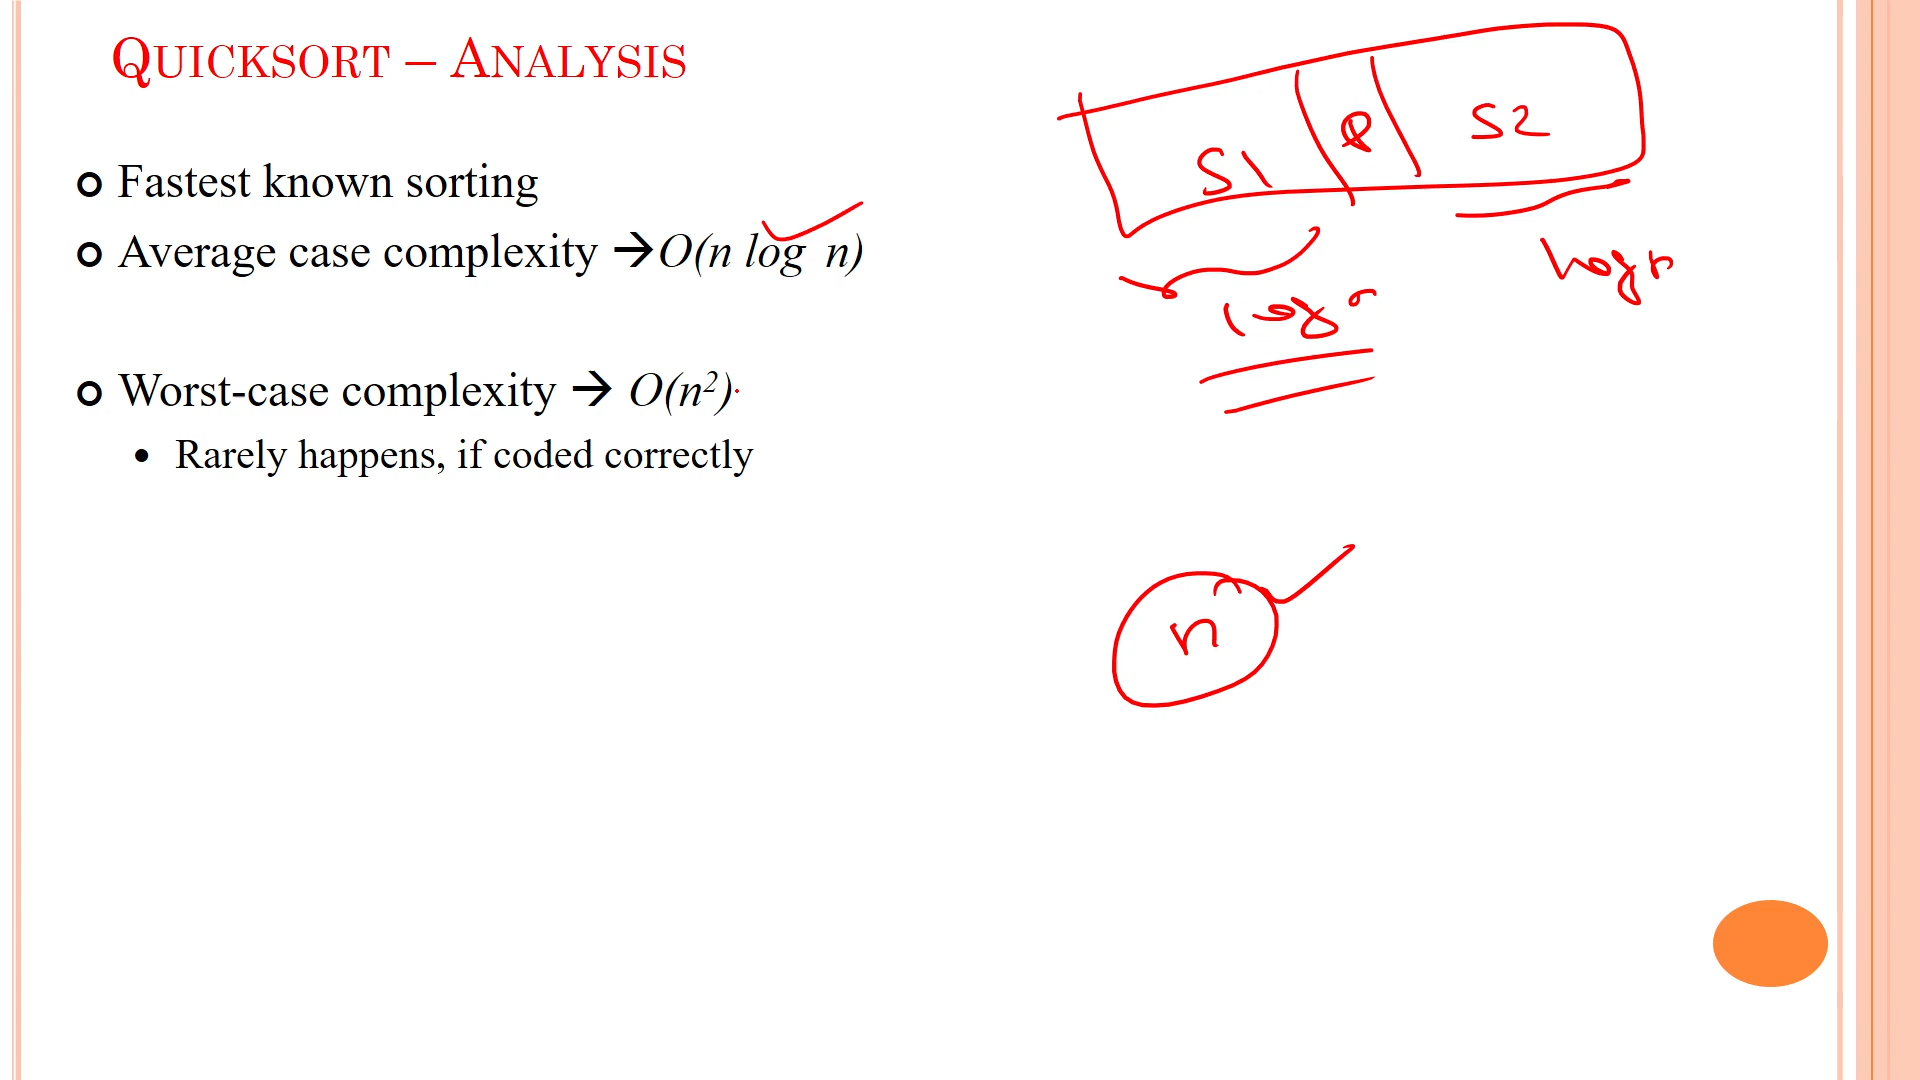 QUICKSORT – ANALYSIS
Fastest known sorting
Average case complexity →O(n log n)
Worst-case complexity → O(n²)
Rarely happens, if coded correctly
S1
P
S2
log n
log n
n